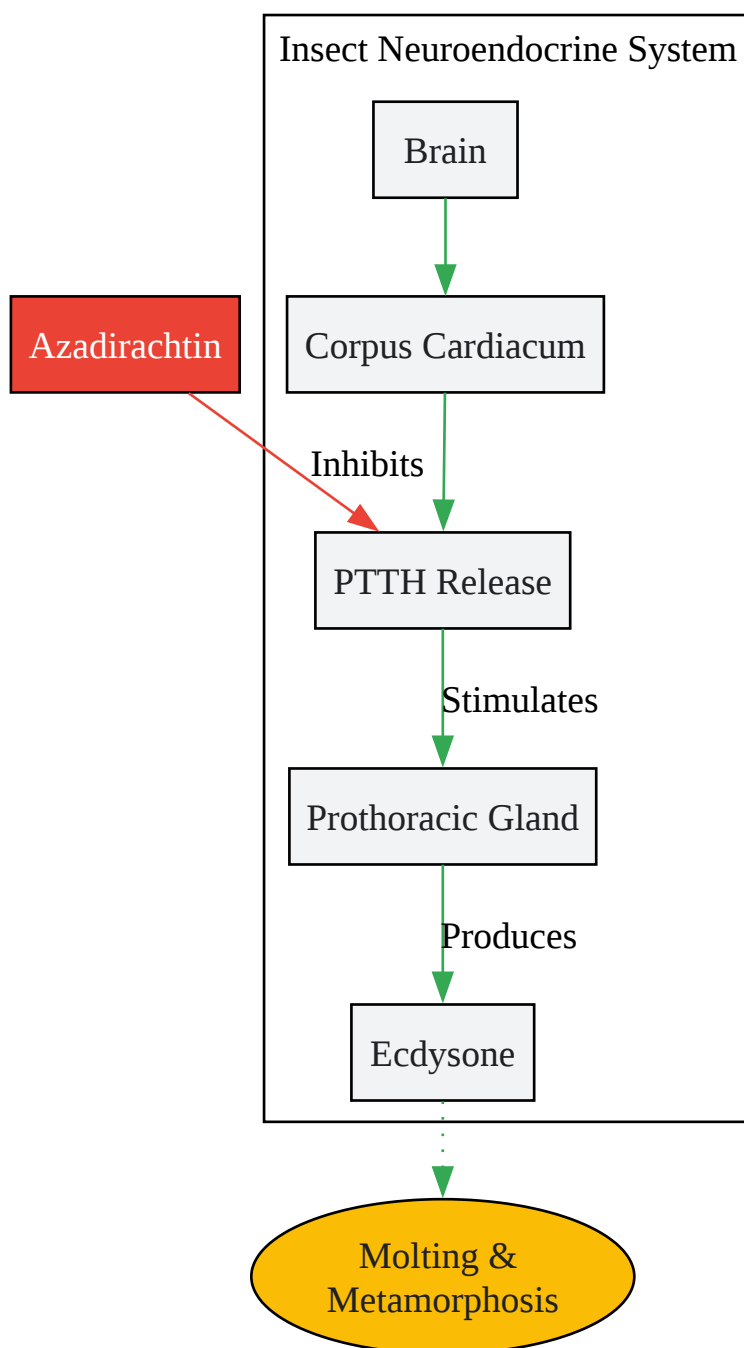 Insect Neuroendocrine System
Brain
Azadirachtin
Corpus Cardiacum
Inhibits
PTTH Release
Stimulates
Prothoracic Gland
Produces
Ecdysone
Molting &
Metamorphosis